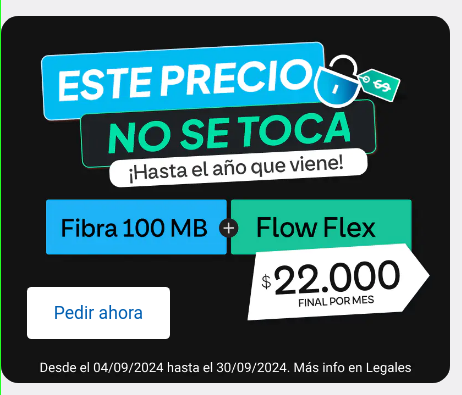 ESTE PRECIO
NO SE TOCA
¡Hasta el año que viene!
Fibra 100 MB + Flow Flex
$22.000
FINAL POR MES
Pedir ahora
Desde el 04/09/2024 hasta el 30/09/2024. Más info en Legales